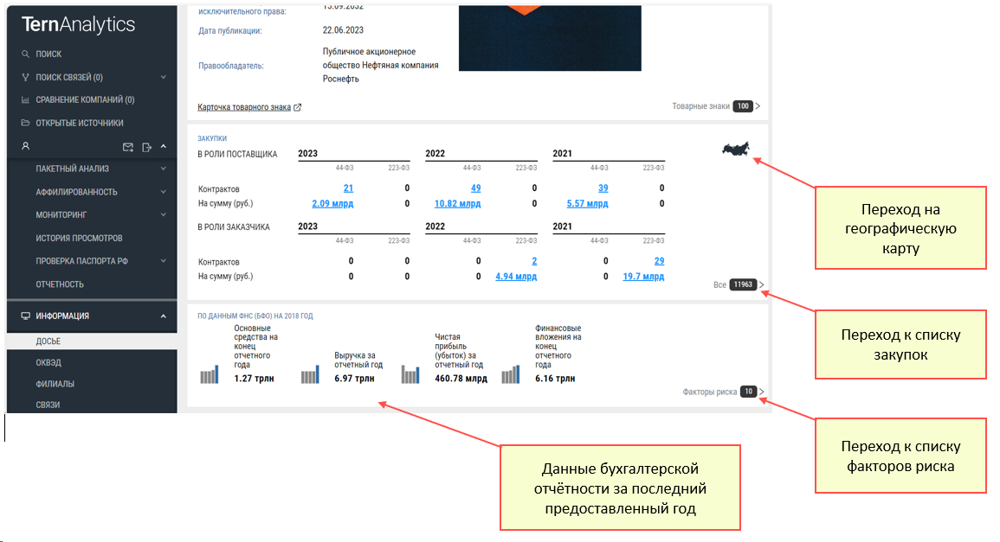 TernAnalytics
ПОИСК
ПОИСК СВЯЗЕЙ (0)
СРАВНЕНИЕ КОМПАНИЙ (0)
ОТКРЫТЫЕ ИСТОЧНИКИ
ПАКЕТНЫЙ АНАЛИЗ
АФФИЛИРОВАННОСТЬ
МОНИТОРИНГ
ИСТОРИЯ ПРОСМОТРОВ
ПРОВЕРКА ПАСПОРТА РФ
ОТЧЕТНОСТЬ
ИНФОРМАЦИЯ
ДОСЬЕ
ОКВЭД
ФИЛИАЛЫ
СВЯЗИ
исключительного права: 15.09.2032
Дата публикации: 22.06.2023
Правообладатель:
Публичное акционерное
общество Нефтяная компания
Роснефть
Карточка товарного знака
Товарные знаки 100
ЗАКУПКИ
В РОЛИ ПОСТАВЩИКА 2023 2022 2021
44-ФЗ 223-ФЗ 44-ФЗ 223-ФЗ 44-ФЗ 223-ФЗ
Контрактов 21 0 49 0 39 0
На сумму (руб.) 2.09 млрд 0 10.82 млрд 0 5.57 млрд 0
В РОЛИ ЗАКАЗЧИКА 2023 2022 2021
44-ФЗ 223-ФЗ 44-ФЗ 223-ФЗ 44-ФЗ 223-ФЗ
Контрактов 0 0 0 2 0 29
На сумму (руб.) 0 0 0 4.94 млрд 0 19.7 млрд
Все 11963
ПО ДАННЫМ ФНС (БФО) НА 2018 ГОД
Основные
средства на
конец
отчетного
года
1.27 трлн
Выручка за
отчетный год
6.97 трлн
Чистая
прибыль
(убыток) за
отчетный год
460.78 млрд
Финансовые
вложения на
конец
отчетного
года
6.16 трлн
Факторы риска 10
Переход на
географическую
карту
Переход к списку
закупок
Переход к списку
факторов риска
Данные бухгалтерской
отчётности за последний
предоставленный год